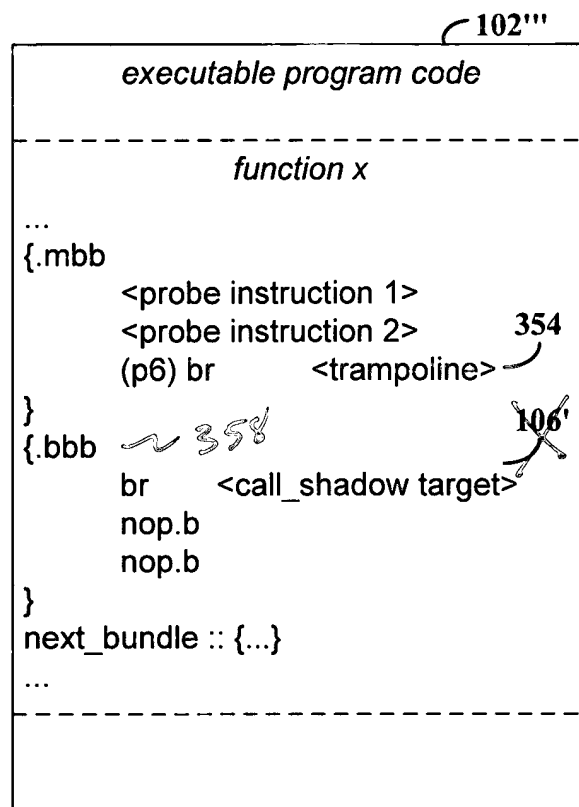 102'''
executable program code
function x
...
{.mbb
<probe instruction 1>
<probe instruction 2> 354
(p6) br <trampoline>
}
{.bbb ~ 358 106'
br <call_shadow target>
nop.b
nop.b
}
next_bundle :: {...}
...